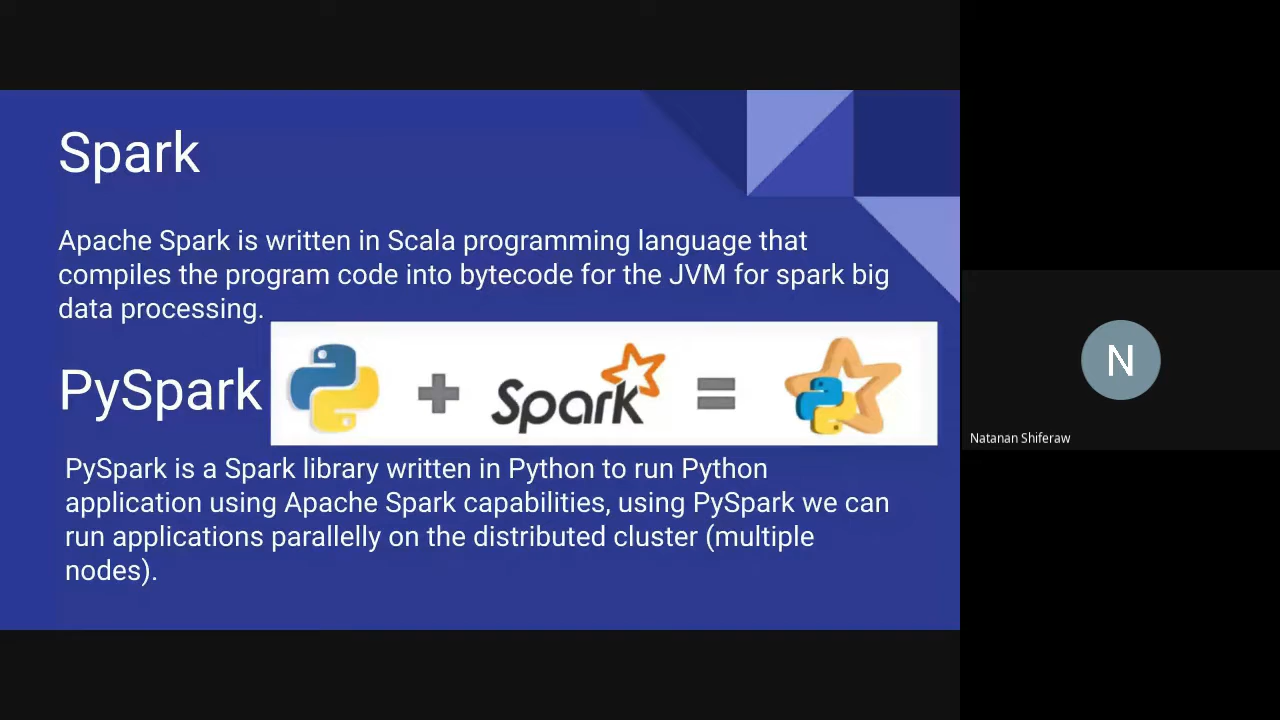 Spark
Apache Spark is written in Scala programming language that
compiles the program code into bytecode for the JVM for spark big
data processing.
PySpark
Spark
PySpark is a Spark library written in Python to run Python
application using Apache Spark capabilities, using PySpark we can
run applications parallelly on the distributed cluster (multiple
nodes).
N
Natanan Shiferaw